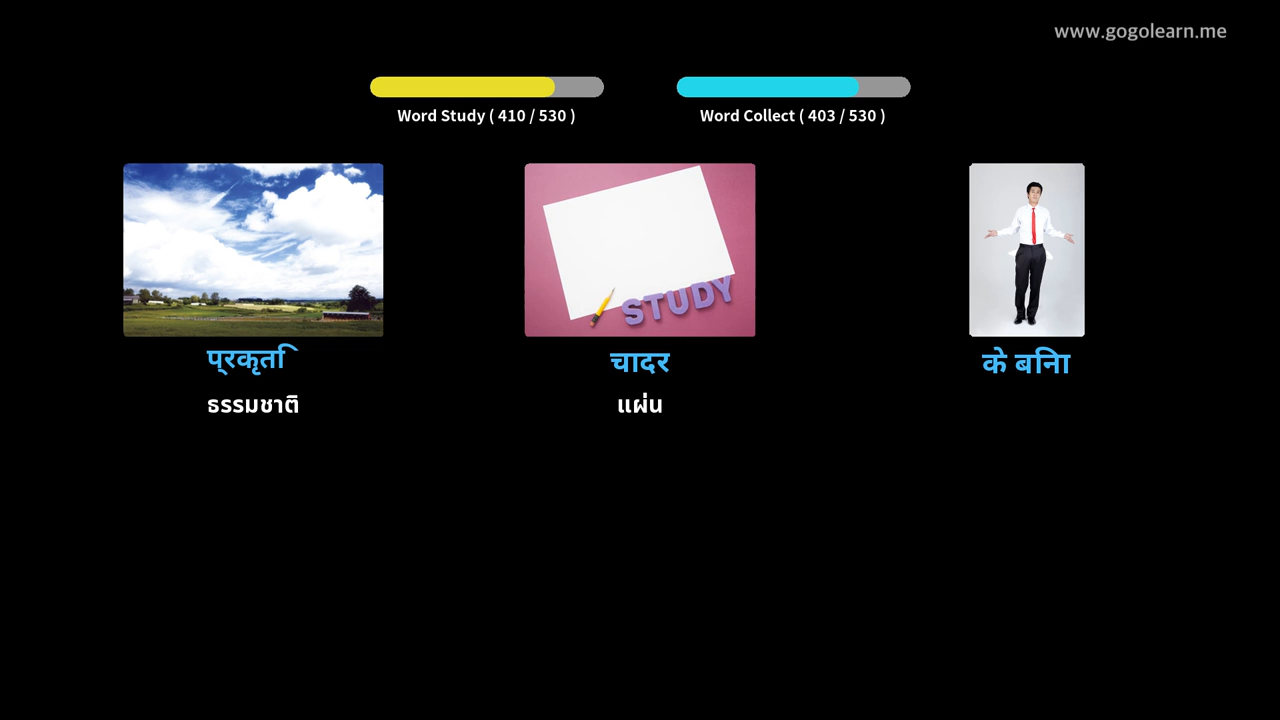 www.gogolearn.me
Word Study ( 410 / 530 )
Word Collect ( 403 / 530 )
STUDY
प्रकृति
चादर
के बिना
ธรรมชาติ
แผ่น